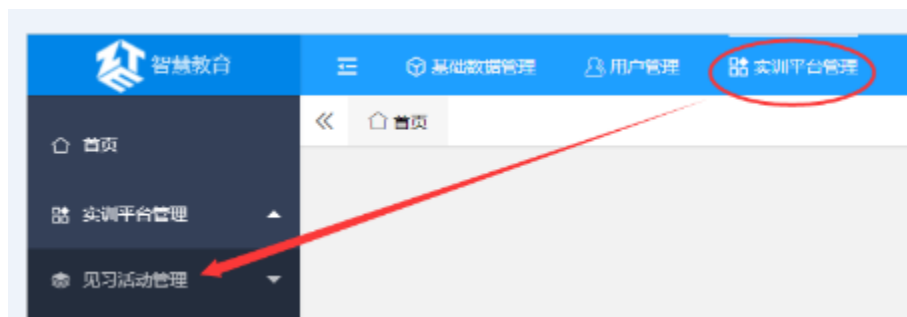 智慧教育
基础数据管理 用户管理 实训平台管理
首页
首页
实训平台管理
见习活动管理